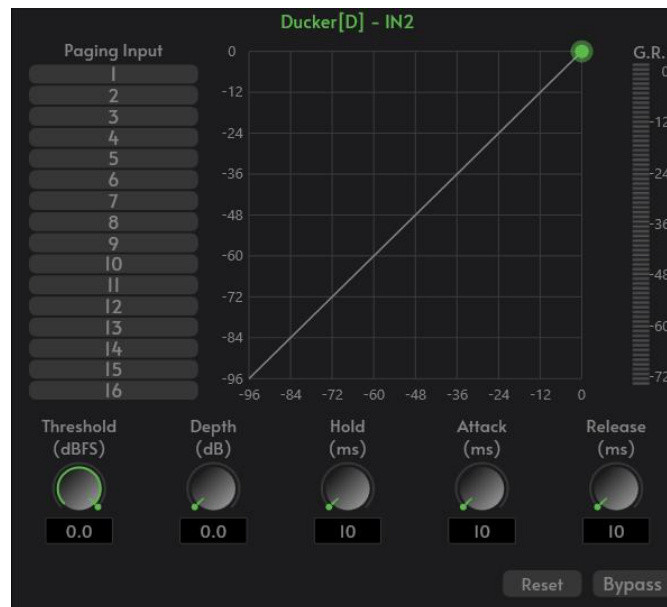 Ducker[D] - IN2
Paging Input
1
2
3
4
5
6
7
8
9
10
11
12
13
14
15
16
0
-12
-24
-36
-48
-60
-72
-84
-96
-96 -84 -72 -60 -48 -36 -24 -12 0
G.R.
0
-12
-24
-36
-48
-60
-72
Threshold
(dBFS)
0.0
Depth
(dB)
0.0
Hold
(ms)
10
Attack
(ms)
10
Release
(ms)
10
Reset Bypass